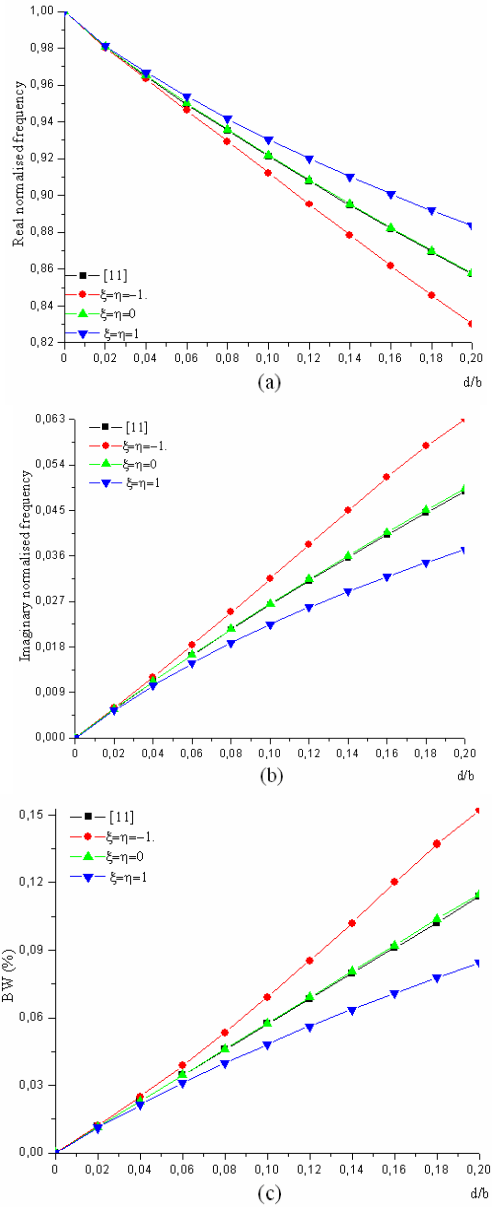 1,00
0,98
0,96
0,94
0,92
0,90
0,88
0,86
0,84
0,82
Real normalised frequency
[11]
ξ=η=−1.
ξ=η=0
ξ=η=1
0 0,02 0,04 0,06 0,08 0,10 0,12 0,14 0,16 0,18 0,20
d/b
(a)
0,063
0,054
0,045
0,036
0,027
0,018
0,009
0,000
Imaginary normalised frequency
[11]
ξ=η=−1.
ξ=η=0
ξ=η=1
0 0,02 0,04 0,06 0,08 0,10 0,12 0,14 0,16 0,18 0,20
d/b
(b)
0,15
0,12
0,09
0,06
0,03
0,00
BW (%)
[11]
ξ=η=−1.
ξ=η=0
ξ=η=1
0 0,02 0,04 0,06 0,08 0,10 0,12 0,14 0,16 0,18 0,20
d/b
(c)